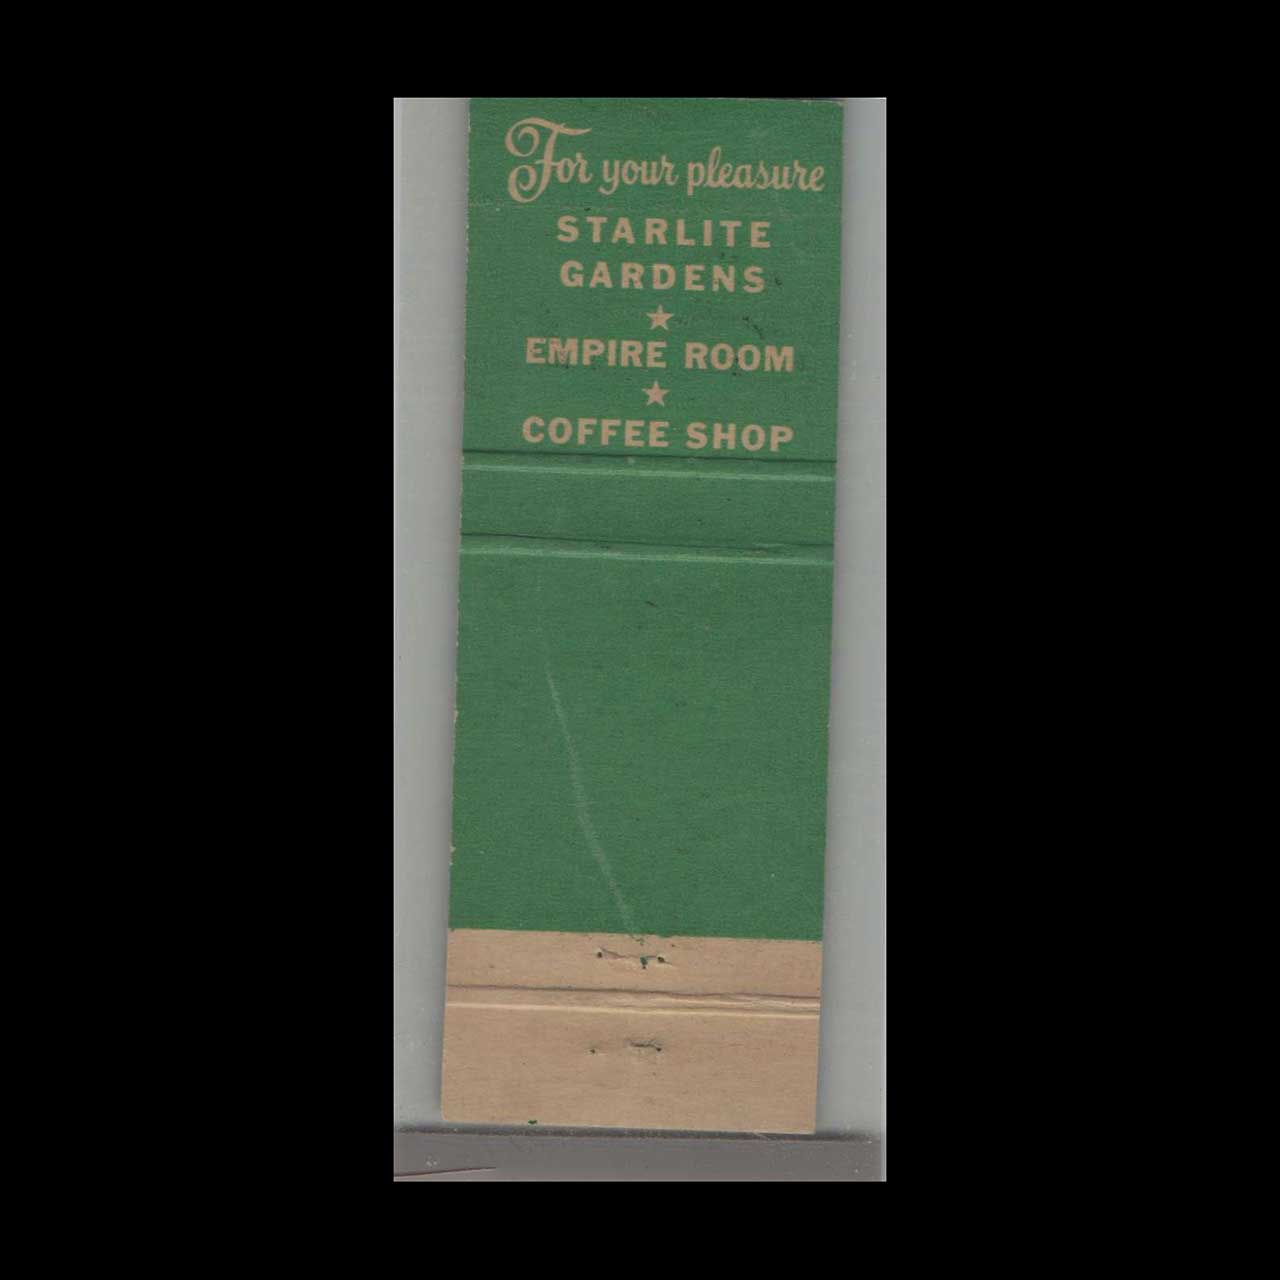 For your pleasure
STARLITE
GARDENS
★
EMPIRE ROOM
★
COFFEE SHOP